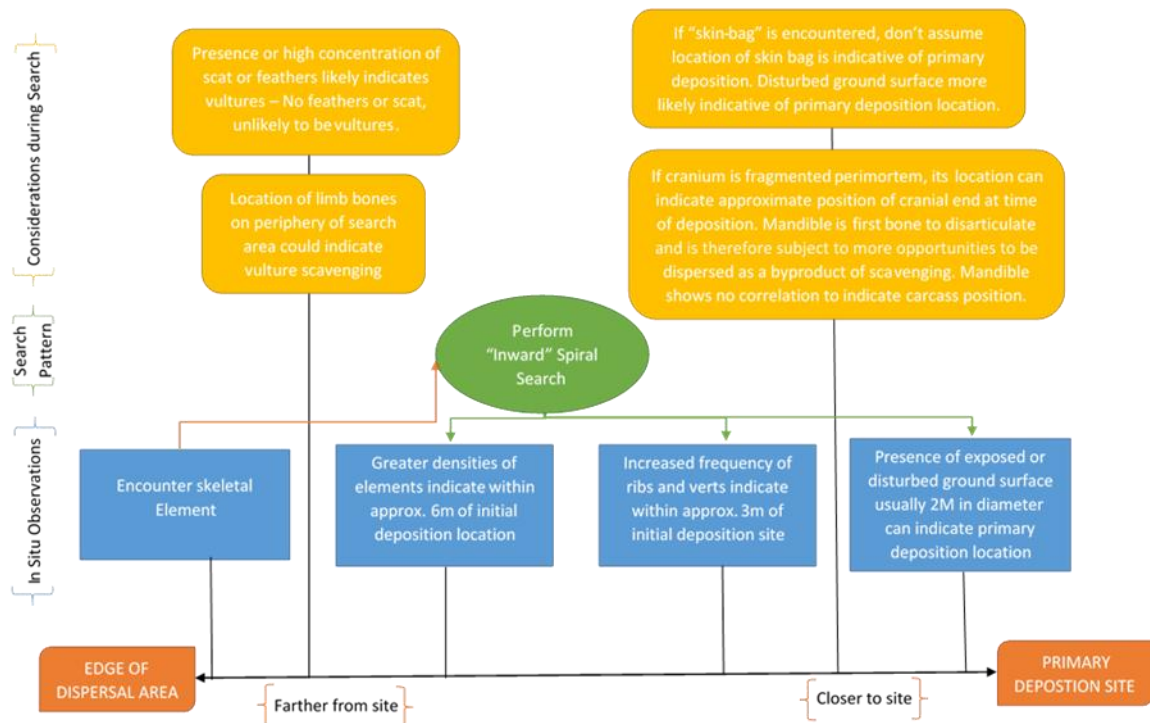 Considerations during Search
Presence or high concentration of
scat or feathers likely indicates
vultures – No feathers or scat,
unlikely to be vultures.
If “skin-bag” is encountered, don’t assume
location of skin bag is indicative of primary
deposition. Disturbed ground surface more
likely indicative of primary deposition location.
Location of limb bones
on periphery of search
area could indicate
vulture scavenging
If cranium is fragmented perimortem, its location can
indicate approximate position of cranial end at time
of deposition. Mandible is first bone to disarticulate
and is therefore subject to more opportunities to be
dispersed as a byproduct of scavenging. Mandible
shows no correlation to indicate carcass position.
Search
Pattern
Perform
“Inward” Spiral
Search
In Situ Observations
Encounter skeletal
Element
Greater densities of
elements indicate within
approx. 6m of initial
deposition location
Increased frequency of
ribs and verts indicate
within approx. 3m of
initial deposition site
Presence of exposed or
disturbed ground surface
usually 2M in diameter
can indicate primary
deposition location
EDGE OF
DISPERSAL AREA
Farther from site
Closer to site
PRIMARY
DEPOSTION SITE